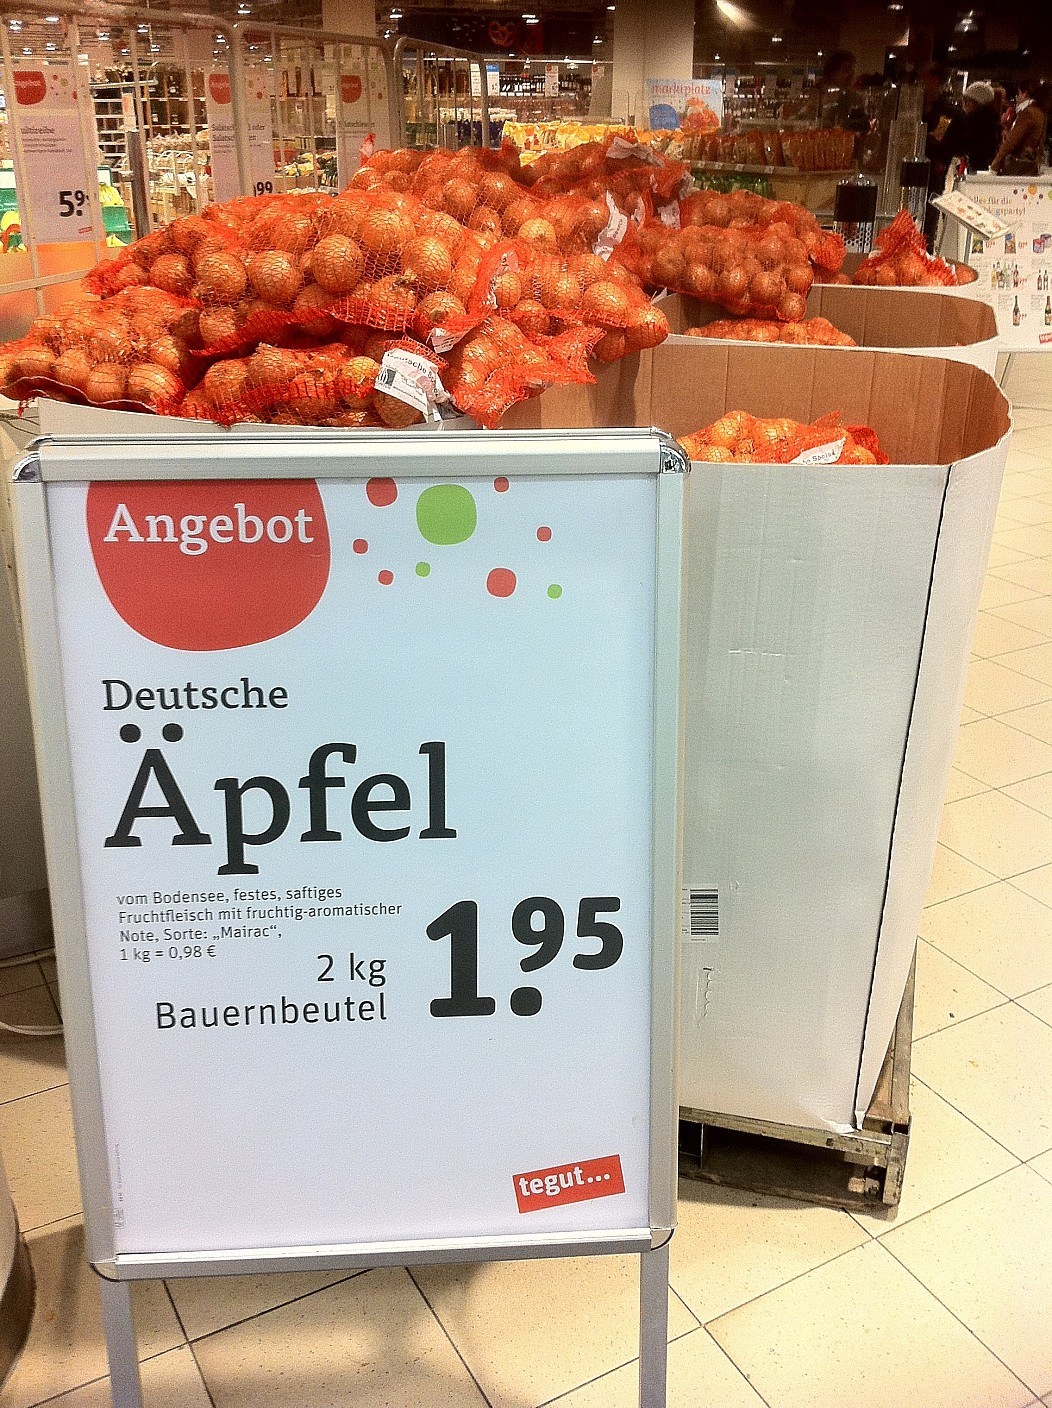 Angebot
Deutsche
Äpfel
vom Bodensee, festes, saftiges
Fruchtfleisch mit fruchtig-aromatischer
Note, Sorte: „Mairac“,
1 kg = 0,98 €
2 kg
Bauernbeutel
1.95
tegut...
marktplatz
5.9
99